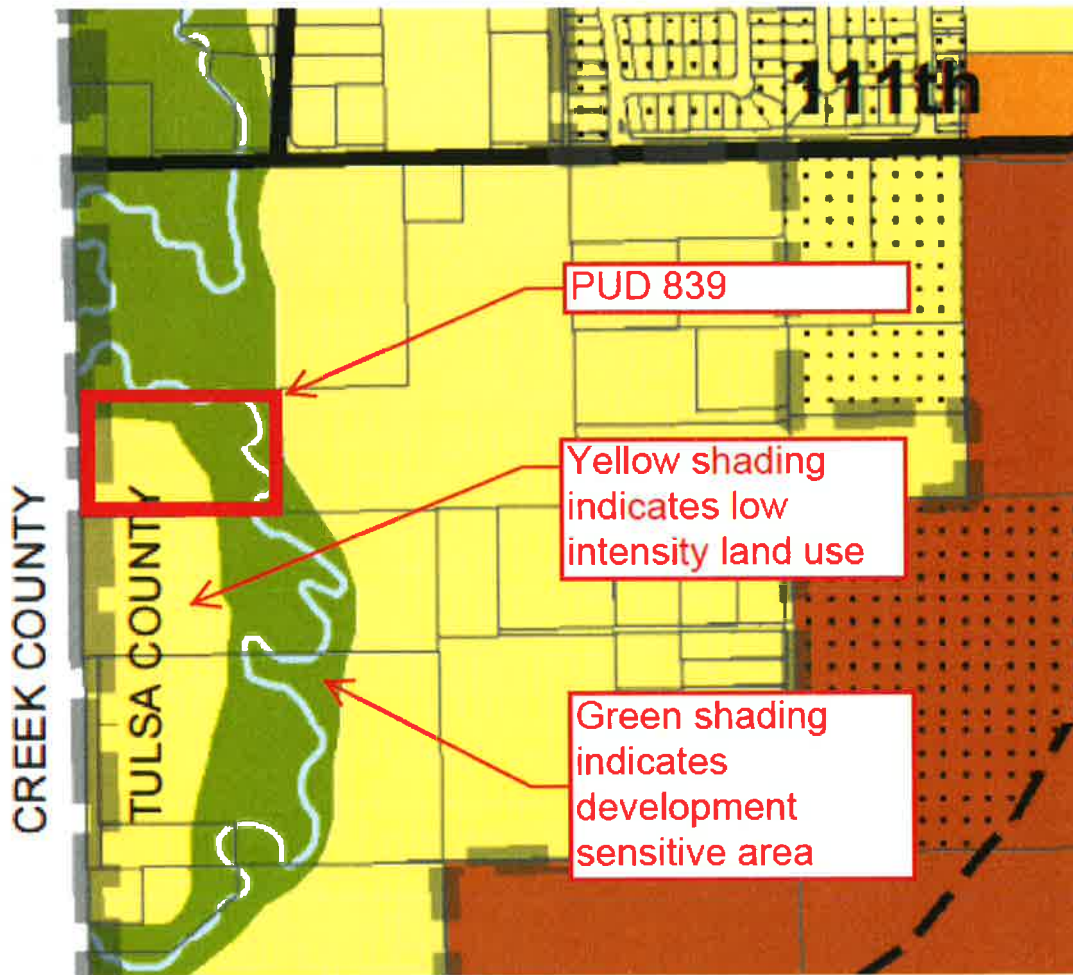 111th
PUD 839
Yellow shading
indicates low
intensity land use
CREEK COUNTY
TULSA COUNTY
Green shading
indicates
development
sensitive area